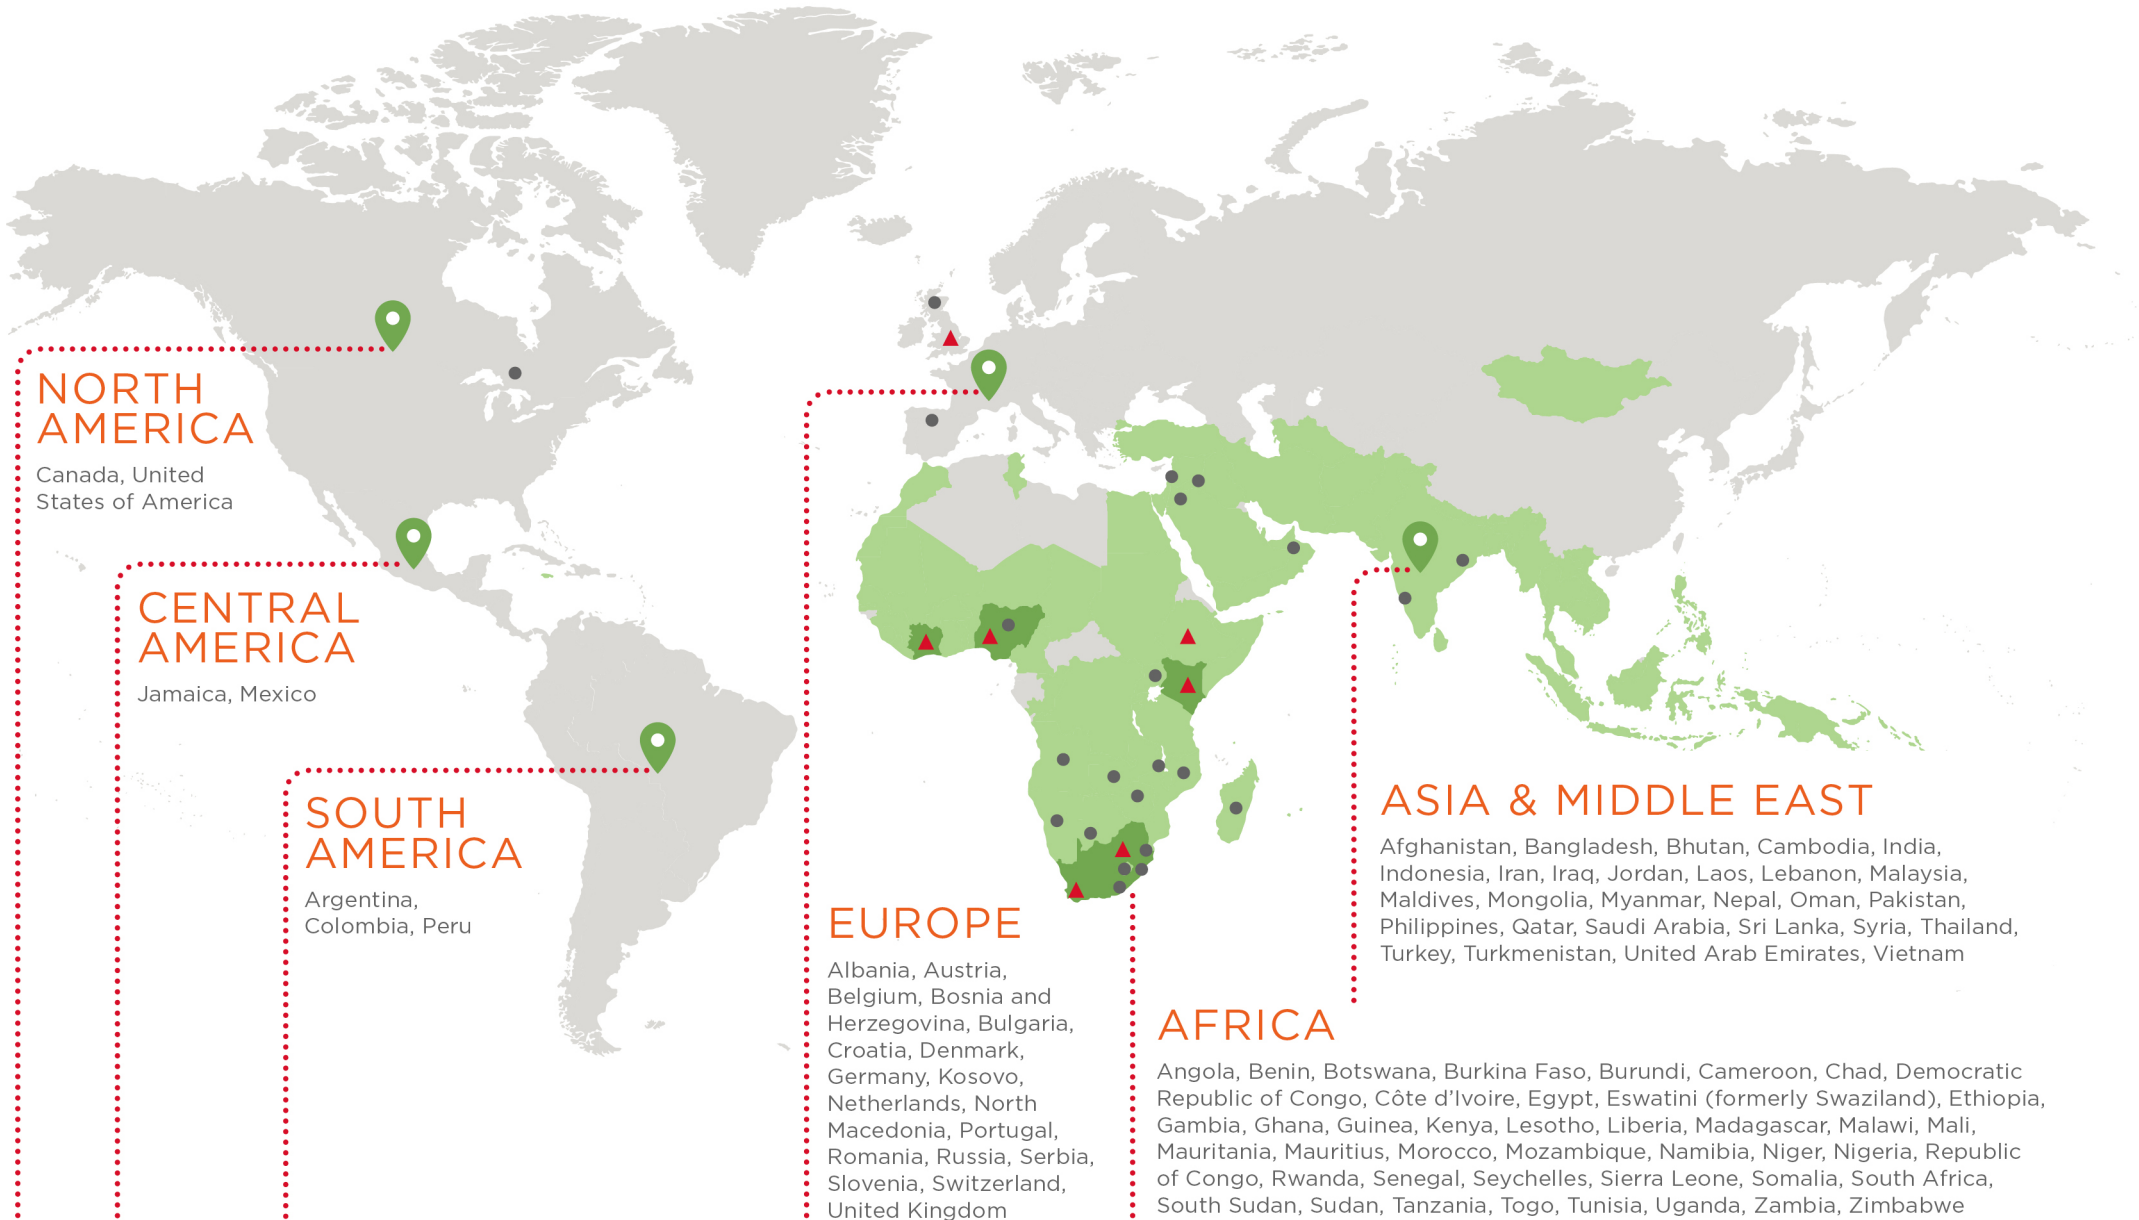 NORTH
AMERICA
Canada, United
States of America
CENTRAL
AMERICA
Jamaica, Mexico
SOUTH
AMERICA
Argentina,
Colombia, Peru
EUROPE
Albania, Austria,
Belgium, Bosnia and
Herzegovina, Bulgaria,
Croatia, Denmark,
Germany, Kosovo,
Netherlands, North
Macedonia, Portugal,
Romania, Russia, Serbia,
Slovenia, Switzerland,
United Kingdom
ASIA & MIDDLE EAST
Afghanistan, Bangladesh, Bhutan, Cambodia, India,
Indonesia, Iran, Iraq, Jordan, Laos, Lebanon, Malaysia,
Maldives, Mongolia, Myanmar, Nepal, Oman, Pakistan,
Philippines, Qatar, Saudi Arabia, Sri Lanka, Syria, Thailand,
Turkey, Turkmenistan, United Arab Emirates, Vietnam
AFRICA
Angola, Benin, Botswana, Burkina Faso, Burundi, Cameroon, Chad, Democratic
Republic of Congo, Côte d’Ivoire, Egypt, Eswatini (formerly Swaziland), Ethiopia,
Gambia, Ghana, Guinea, Kenya, Lesotho, Liberia, Madagascar, Malawi, Mali,
Mauritania, Mauritius, Morocco, Mozambique, Namibia, Niger, Nigeria, Republic
of Congo, Rwanda, Senegal, Seychelles, Sierra Leone, Somalia, South Africa,
South Sudan, Sudan, Tanzania, Togo, Tunisia, Uganda, Zambia, Zimbabwe